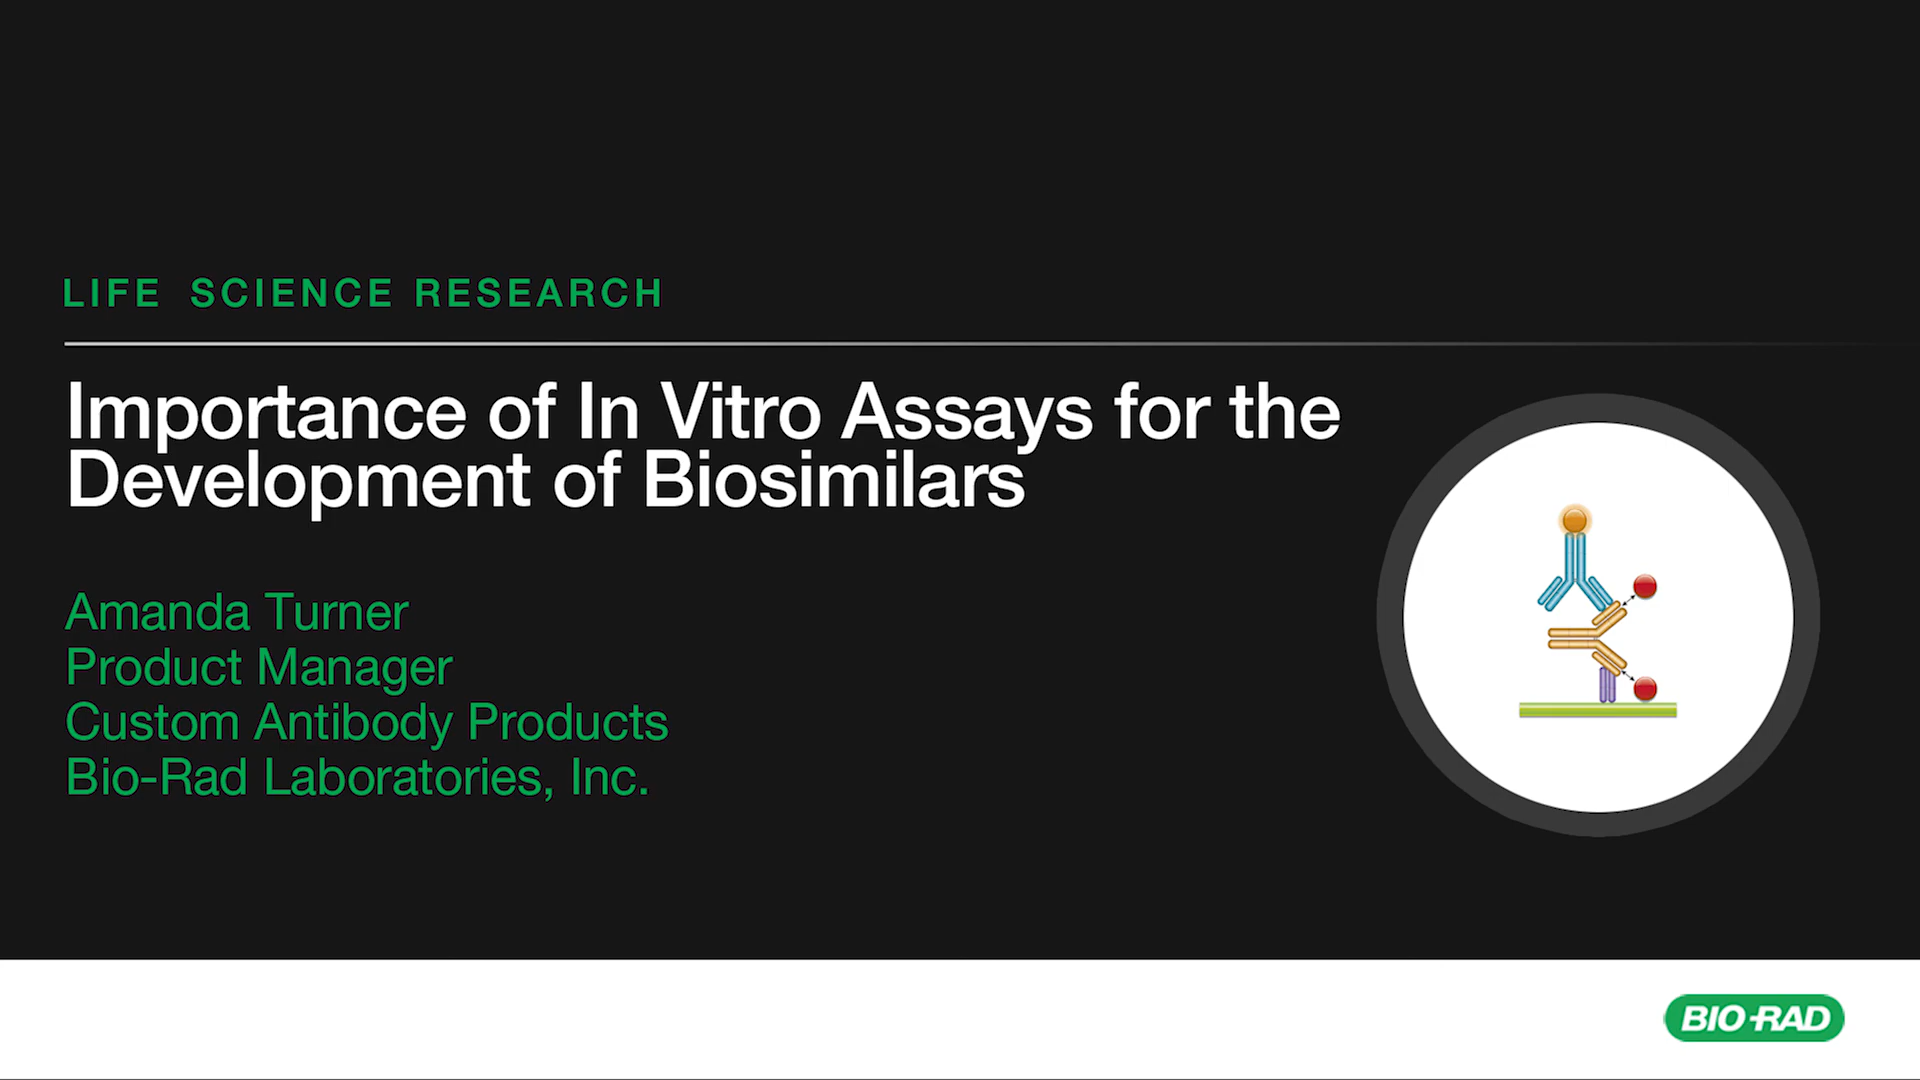 LIFE SCIENCE RESEARCH
Importance of In Vitro Assays for the
Development of Biosimilars
Amanda Turner
Product Manager
Custom Antibody Products
Bio-Rad Laboratories, Inc.
BIO-RAD